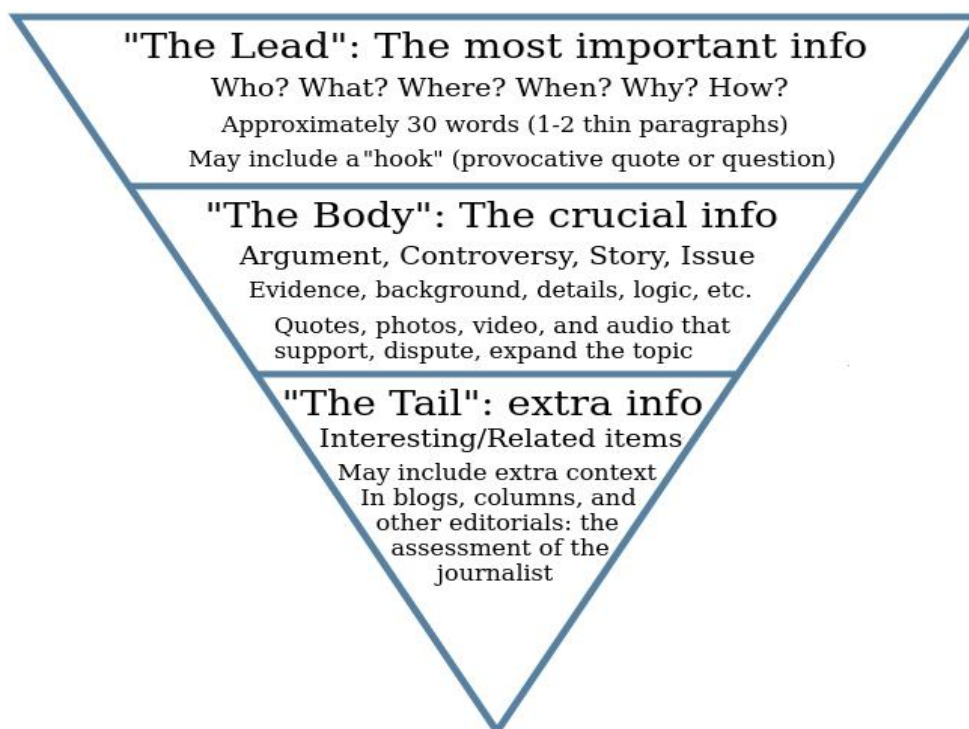 "The Lead": The most important info
Who? What? Where? When? Why? How?
Approximately 30 words (1-2 thin paragraphs)
May include a "hook" (provocative quote or question)
"The Body": The crucial info
Argument, Controversy, Story, Issue
Evidence, background, details, logic, etc.
Quotes, photos, video, and audio that
support, dispute, expand the topic
"The Tail": extra info
Interesting/Related items
May include extra context
In blogs, columns, and
other editorials: the
assessment of the
journalist